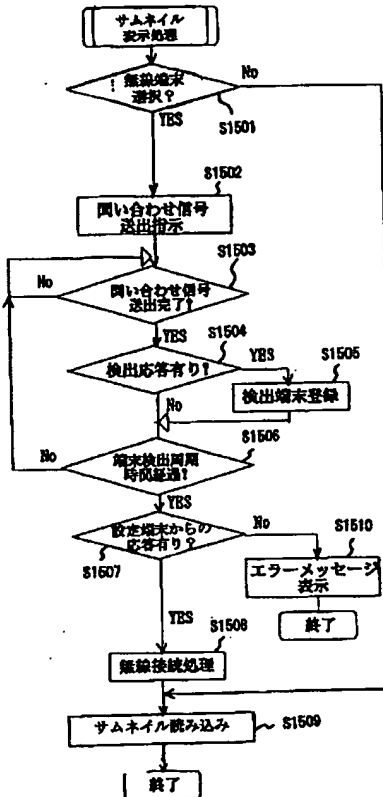 サムネイル
表示処理
無線端末
選択?
No
S1501
YES
S1502
問い合わせ信号
送出指示
S1503
No
問い合わせ信号
送出完了?
YES
S1504
検出応答有り?
YES
S1505
検出端末登録
No
S1506
端末検出周期
時間経過?
No
YES
設定端末からの
応答有り?
No
S1507
S1510
エラーメッセージ
表示
終了
YES
S1508
無線接続処理
サムネイル読み込み
S1509
終了